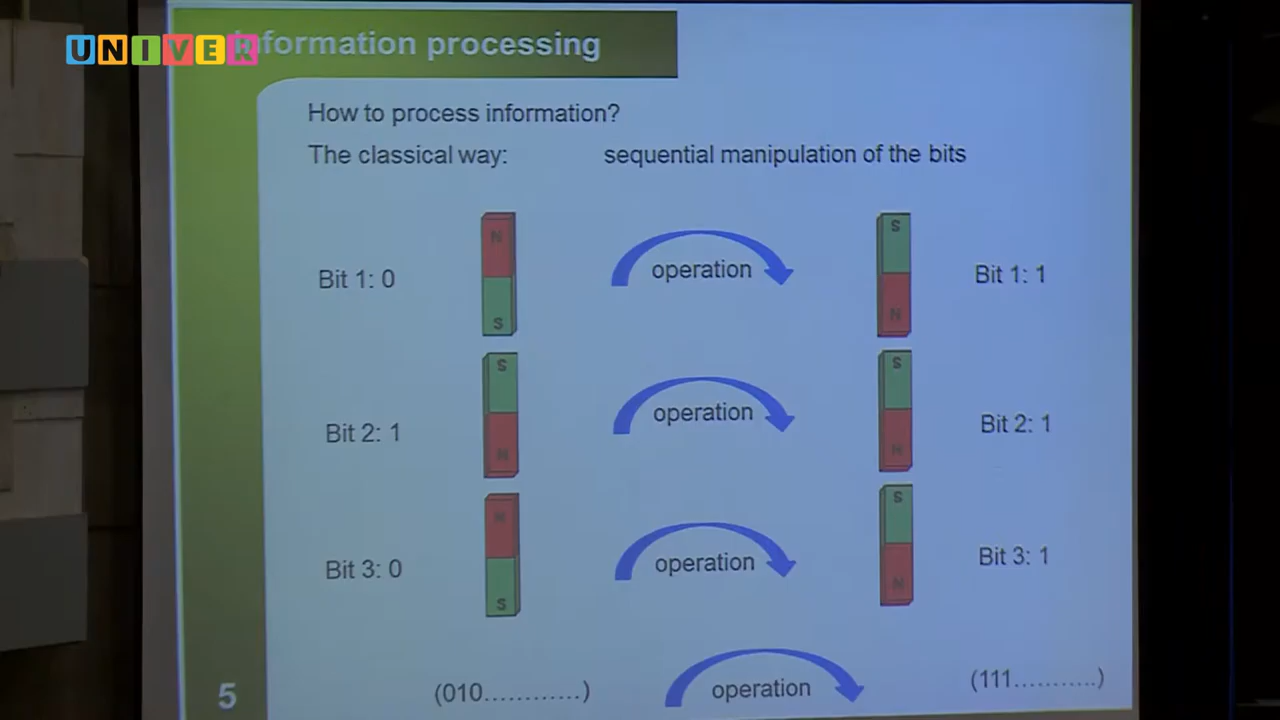 UNIVER
Information processing
How to process information?
The classical way: sequential manipulation of the bits
N
S
Bit 1: 0
operation
S
N
Bit 1: 1
S
N
Bit 2: 1
operation
S
N
Bit 2: 1
N
S
Bit 3: 0
operation
S
N
Bit 3: 1
(010............)
operation
(111...........)
5